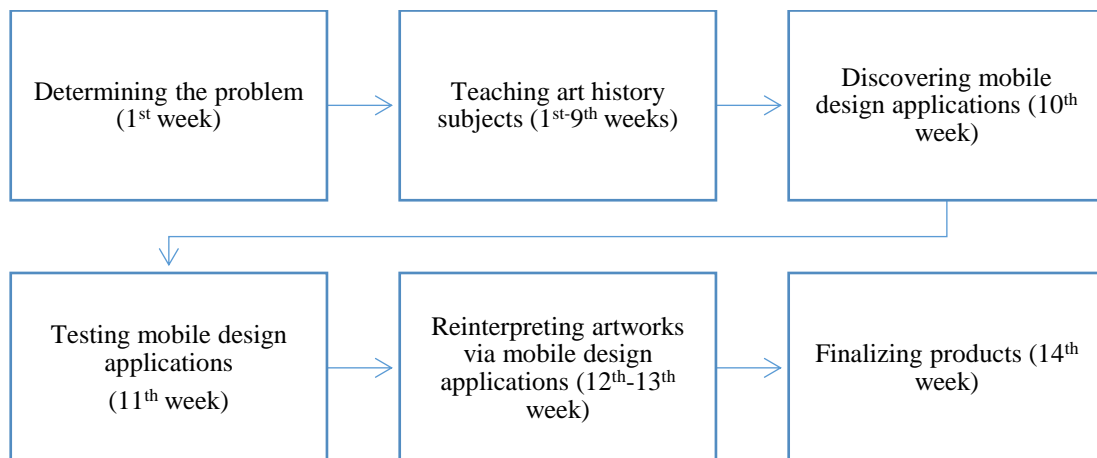 Determining the problem
(1st week)
Teaching art history
subjects (1st-9th weeks)
Discovering mobile
design applications (10th
week)
Testing mobile design
applications
(11th week)
Reinterpreting artworks
via mobile design
applications (12th-13th
week)
Finalizing products (14th
week)